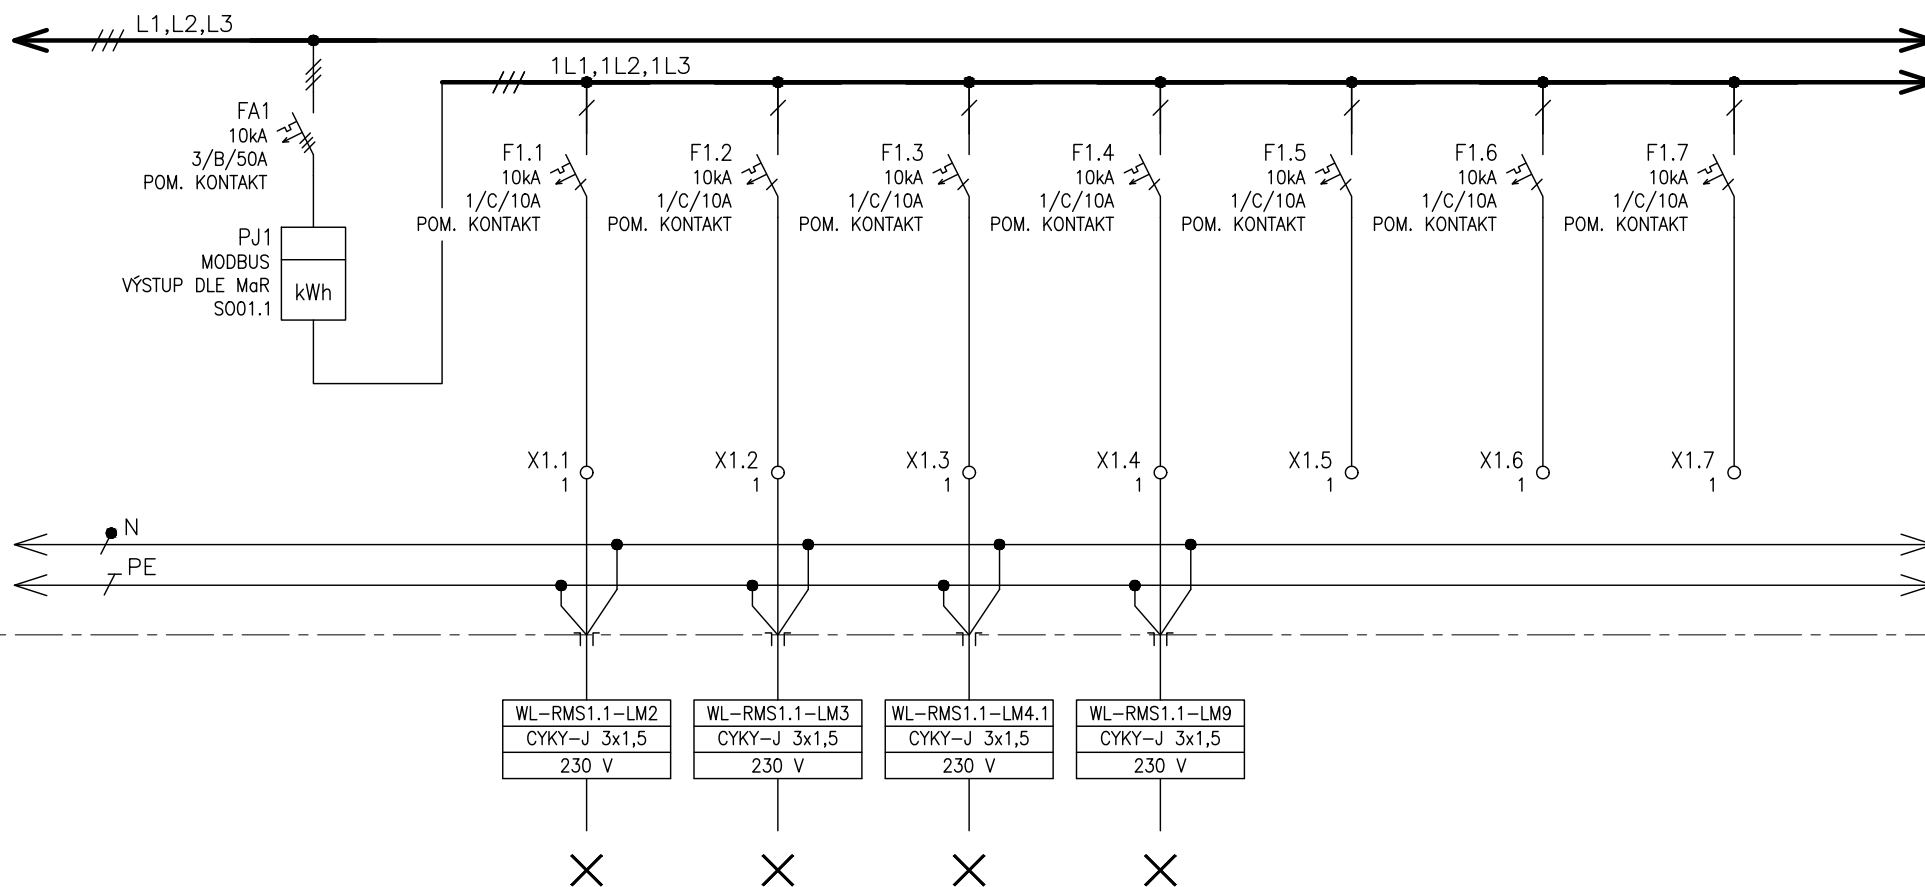 L1,L2,L3
1L1,1L2,1L3
FA1
10kA
3/B/50A
POM. KONTAKT
PJ1
MODBUS
VÝSTUP DLE MaR
SO01.1
kWh
F1.1
10kA
1/C/10A
POM. KONTAKT
F1.2
10kA
1/C/10A
POM. KONTAKT
F1.3
10kA
1/C/10A
POM. KONTAKT
F1.4
10kA
1/C/10A
POM. KONTAKT
F1.5
10kA
1/C/10A
POM. KONTAKT
F1.6
10kA
1/C/10A
POM. KONTAKT
F1.7
10kA
1/C/10A
POM. KONTAKT
X1.1
1
X1.2
1
X1.3
1
X1.4
1
X1.5
1
X1.6
1
X1.7
1
N
PE
WL-RMS1.1-LM2
CYKY-J 3x1,5
230 V
WL-RMS1.1-LM3
CYKY-J 3x1,5
230 V
WL-RMS1.1-LM4.1
CYKY-J 3x1,5
230 V
WL-RMS1.1-LM9
CYKY-J 3x1,5
230 V